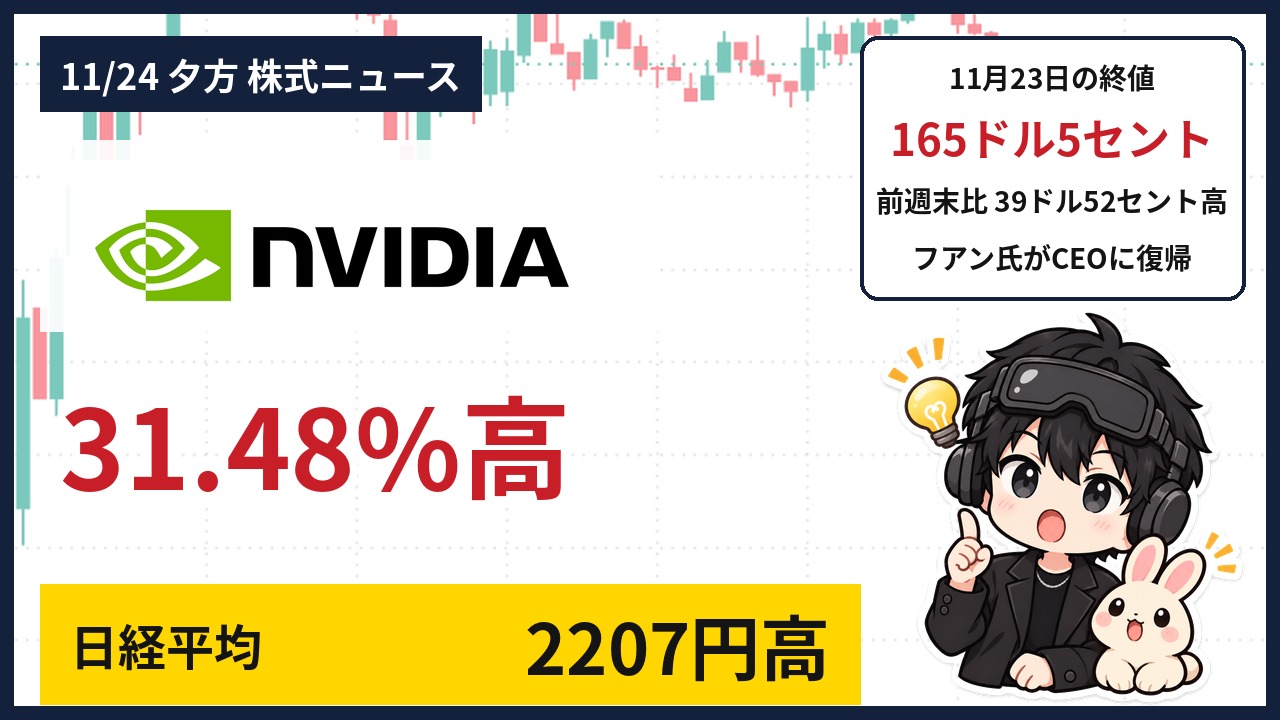 11/24 夕方 株式ニュース
11月23日の終値
165ドル5セント
前週末比 39ドル52セント高
フアン氏がCEOに復帰
NVIDIA
31.48%高
日経平均
2207円高